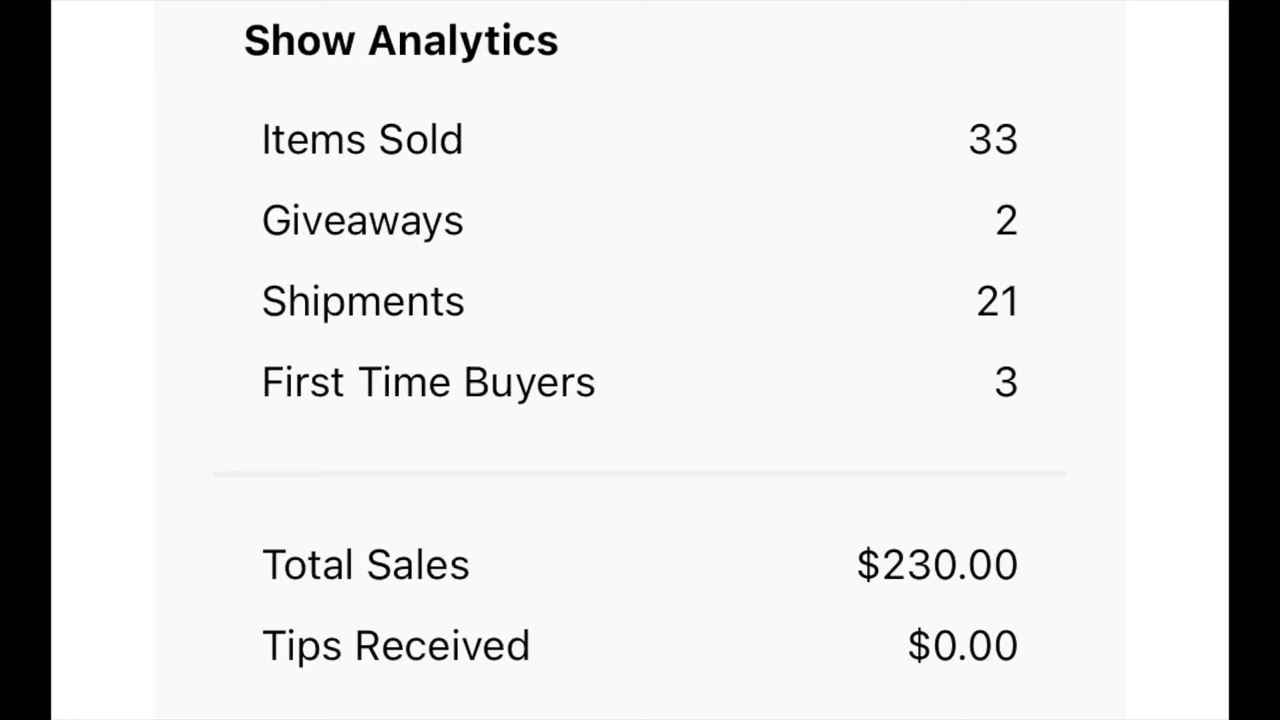 Show Analytics
Items Sold 33
Giveaways 2
Shipments 21
First Time Buyers 3
Total Sales $230.00
Tips Received $0.00